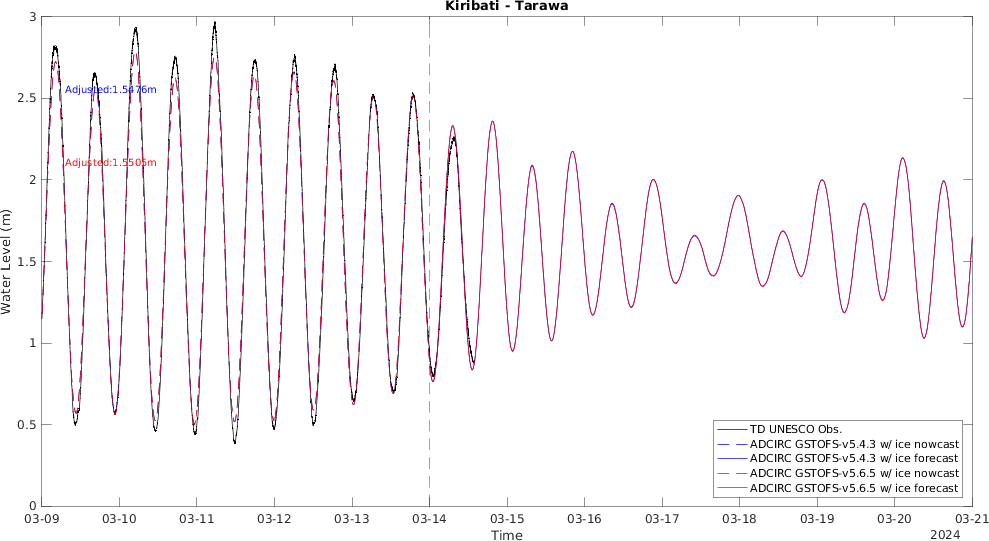 Kiribati - Tarawa
3
2.5
2
1.5
1
0.5
0
Water Level (m)
Adjusted:1.5476m
Adjusted:1.5505m
TD UNESCO Obs.
ADCIRC GSTOFS-v5.4.3 w/ ice nowcast
ADCIRC GSTOFS-v5.4.3 w/ ice forecast
ADCIRC GSTOFS-v5.6.5 w/ ice nowcast
ADCIRC GSTOFS-v5.6.5 w/ ice forecast
03-09 03-10 03-11 03-12 03-13 03-14 03-15 03-16 03-17 03-18 03-19 03-20 03-21
Time
2024